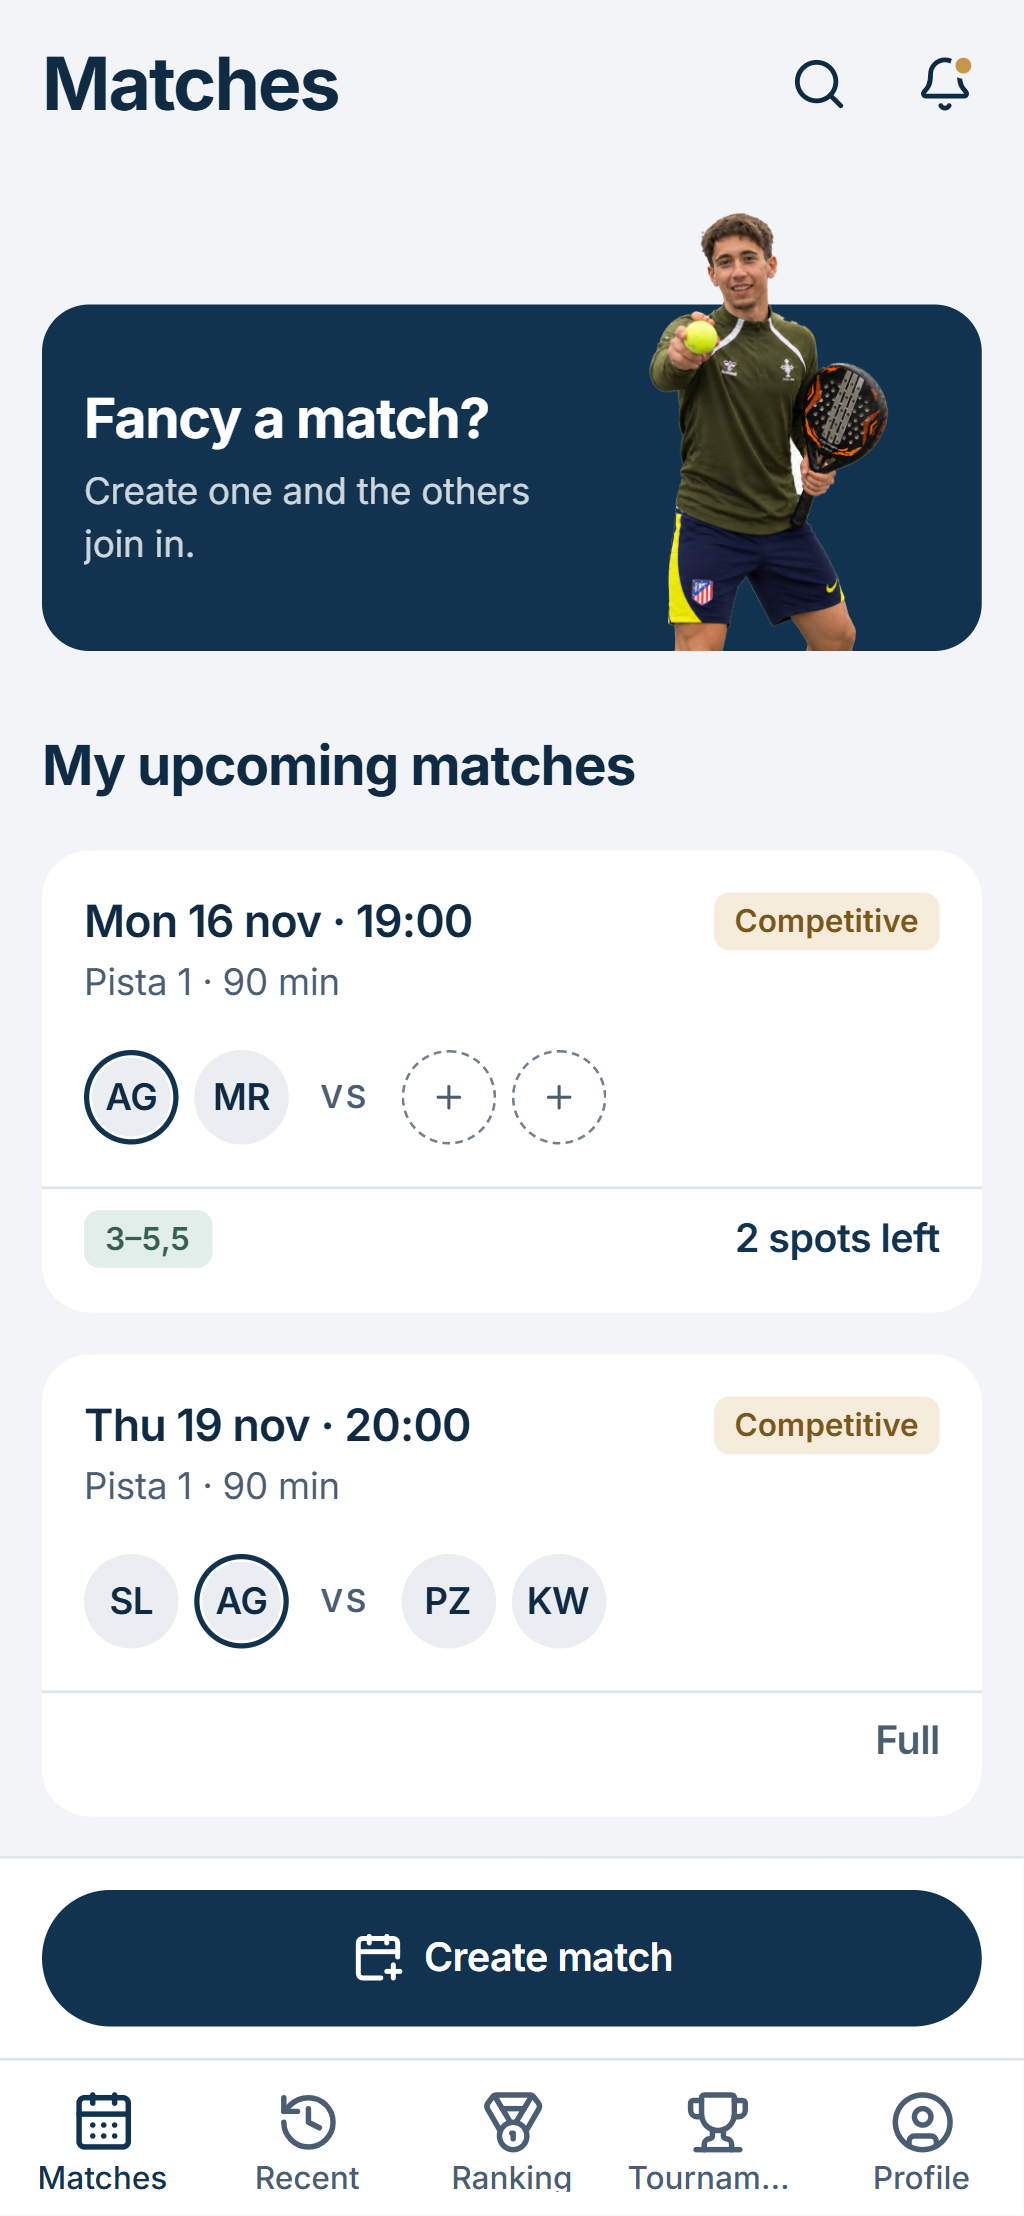 Matches
Fancy a match?
Create one and the others
join in.
My upcoming matches
Mon 16 nov · 19:00
Competitive
Pista 1 · 90 min
AG MR VS + +
3–5,5
2 spots left
Thu 19 nov · 20:00
Competitive
Pista 1 · 90 min
SL AG VS PZ KW
Full
Create match
Matches Recent Ranking Tournam... Profile